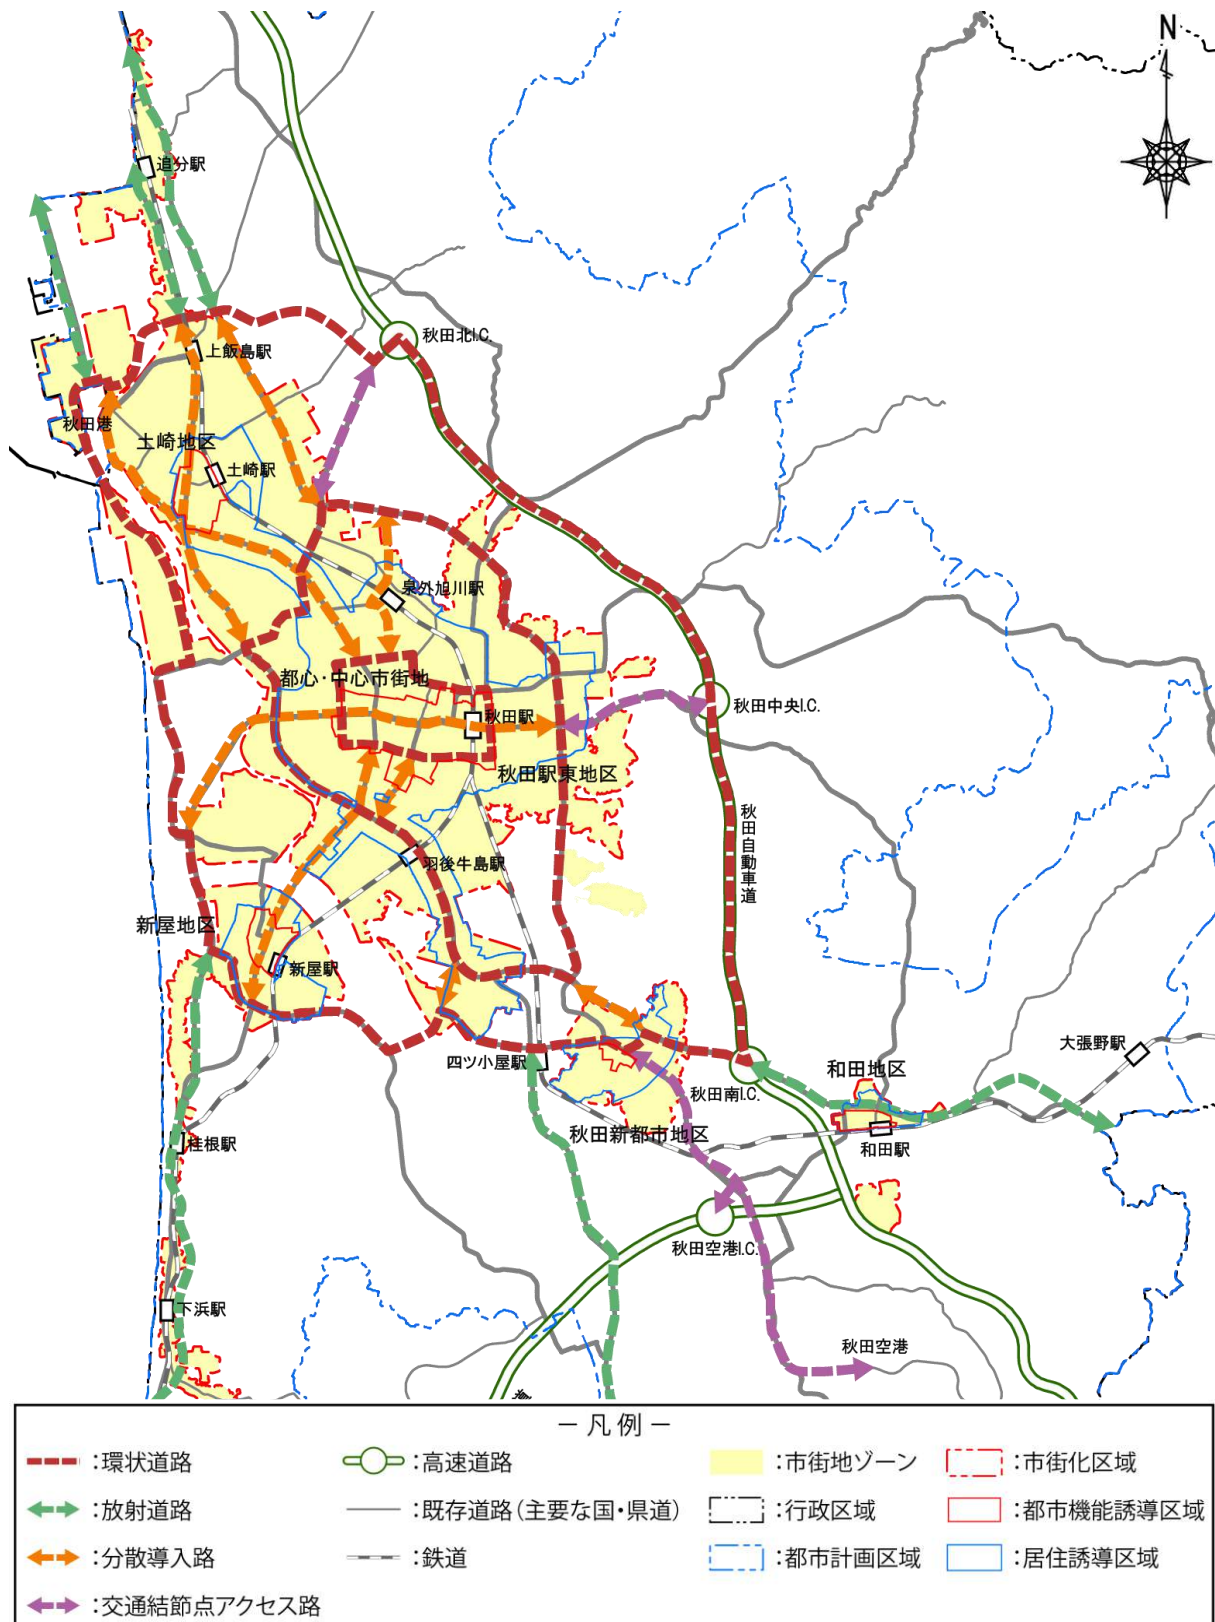 N
追分駅
秋田北I.C.
上飯島駅
秋田港
土崎地区
土崎駅
泉外旭川駅
都心・中心市街地
秋田駅
秋田中央I.C.
秋田駅東地区
秋田自動車道
羽後牛島駅
新屋地区
新屋駅
四ツ小屋駅
大張野駅
和田地区
秋田南I.C.
秋田新都市地区
和田駅
桂根駅
秋田空港I.C.
下浜駅
秋田空港
－ 凡 例 －
：環状道路
：高速道路
：市街地ゾーン
：市街化区域
：放射道路
：既存道路（主要な国・県道）
：行政区域
：都市機能誘導区域
：分散導入路
：鉄道
：都市計画区域
：居住誘導区域
：交通結節点アクセス路